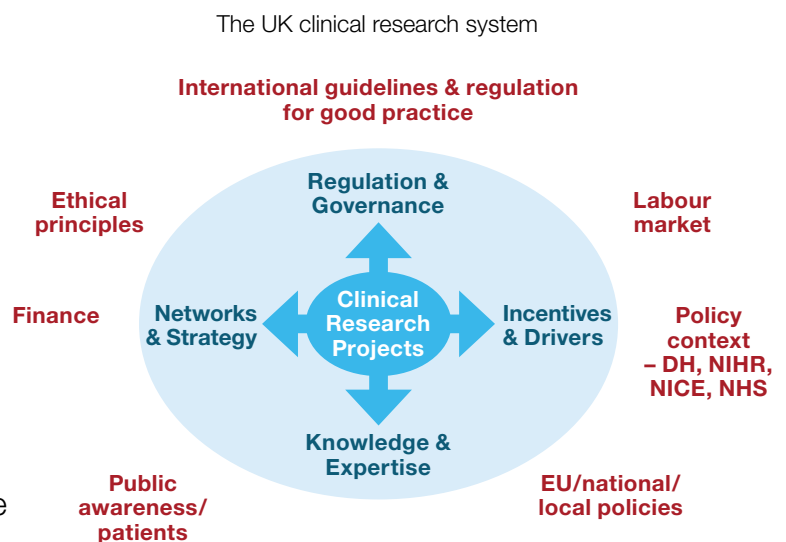 The UK clinical research system
International guidelines & regulation
for good practice
Ethical
principles
Regulation &
Governance
Labour
market
Finance
Networks
& Strategy
Clinical
Research
Projects
Incentives
& Drivers
Policy
context
– DH, NIHR,
NICE, NHS
Knowledge &
Expertise
Public
awareness/
patients
EU/national/
local policies
e